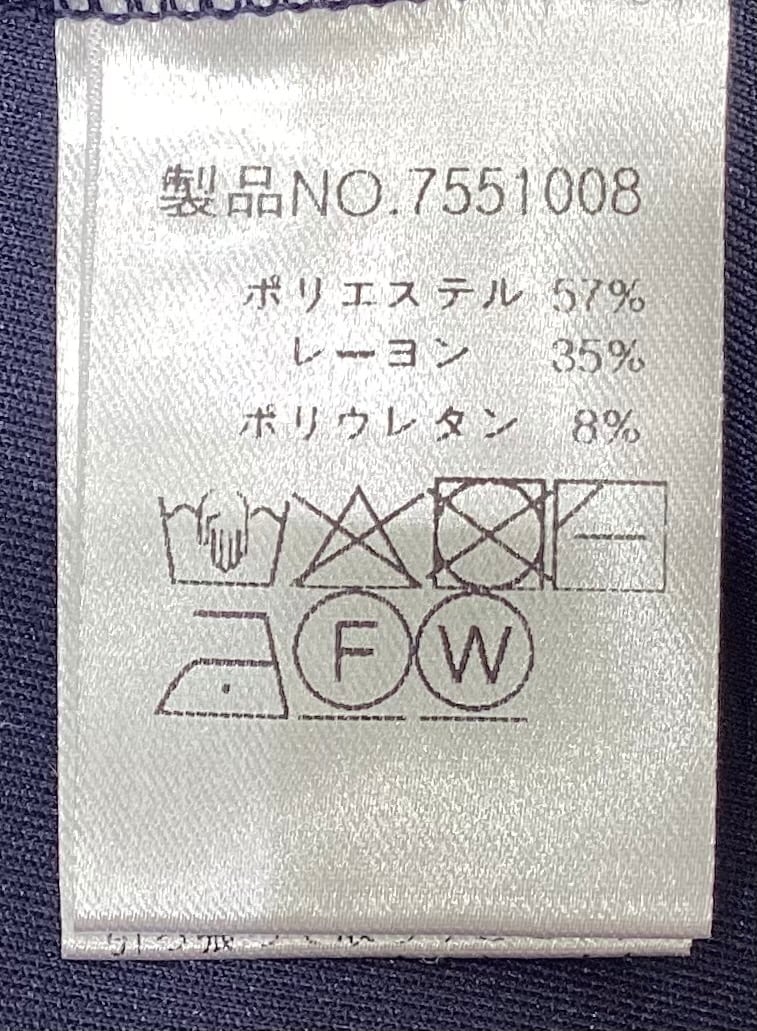 製品NO.7551008
ポリエステル 57%
レーヨン 35%
ポリウレタン 8%
F W